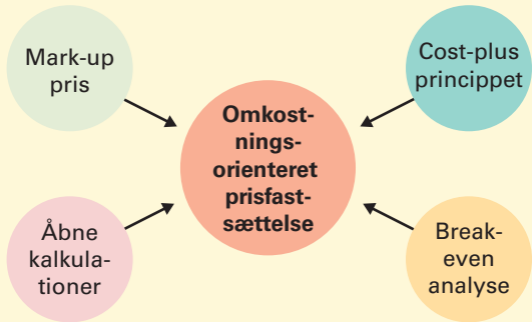 Mark-up
pris
Cost-plus
princippet
Omkost-
nings-
orienteret
prisfast-
sættelse
Åbne
kalkula-
tioner
Break-
even
analyse